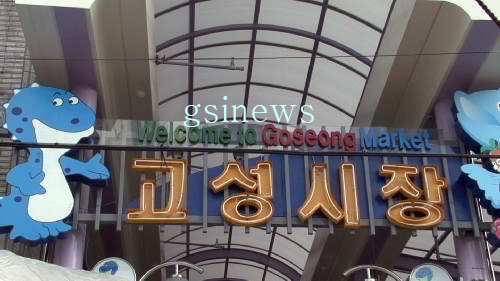 gsinews
Welcome to Goseong Market
고성시장